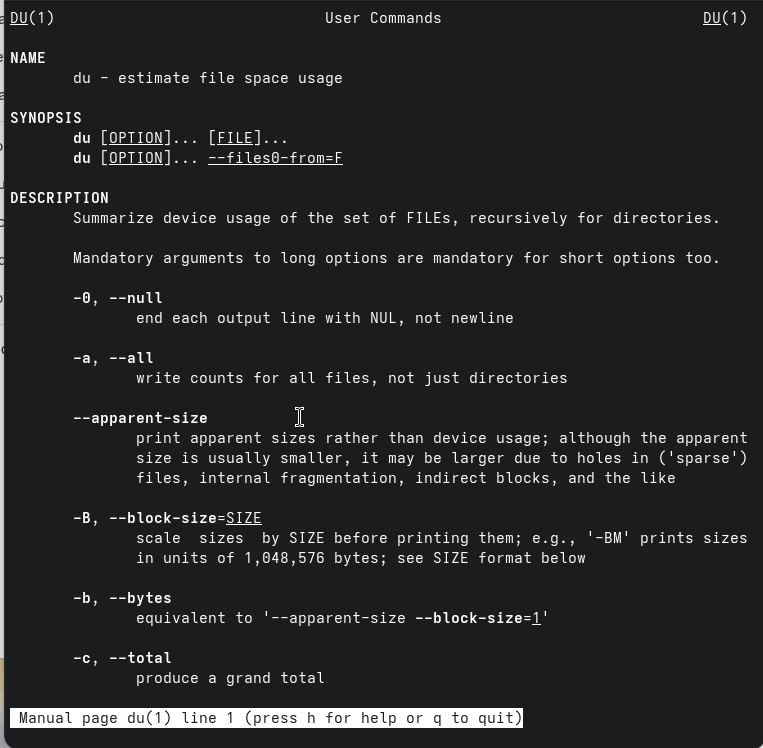 DU(1) User Commands DU(1)
NAME
du - estimate file space usage
SYNOPSIS
du [OPTION]... [FILE]...
du [OPTION]... --files0-from=F
DESCRIPTION
Summarize device usage of the set of FILEs, recursively for directories.
Mandatory arguments to long options are mandatory for short options too.
-0, --null
end each output line with NUL, not newline
-a, --all
write counts for all files, not just directories
--apparent-size
print apparent sizes rather than device usage; although the apparent
size is usually smaller, it may be larger due to holes in ('sparse')
files, internal fragmentation, indirect blocks, and the like
-B, --block-size=SIZE
scale  sizes  by SIZE before printing them; e.g., '-BM' prints sizes
in units of 1,048,576 bytes; see SIZE format below
-b, --bytes
equivalent to '--apparent-size --block-size=1'
-c, --total
produce a grand total
Manual page du(1) line 1 (press h for help or q to quit)